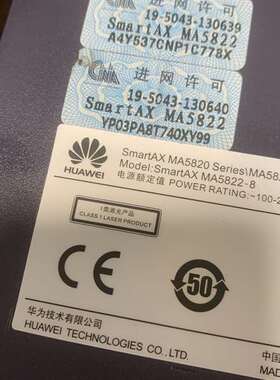 进网许可
19-5043-130639
SmartAX MA5822
A4Y537CNP1C778X
进网许可
19-5043-130640
SmartAX MA5822
YP03PA8T740XY99
HUAWEI
SmartAX MA5820 Series\MA58
Model:SmartAX MA5822-8
电源额定值 POWER RATING:~100-2
1类激光产品
CLASS 1 LASER PRODUCT
CE
50
华为技术有限公司
HUAWEI TECHNOLOGIES CO.,LTD.
中国
MADE